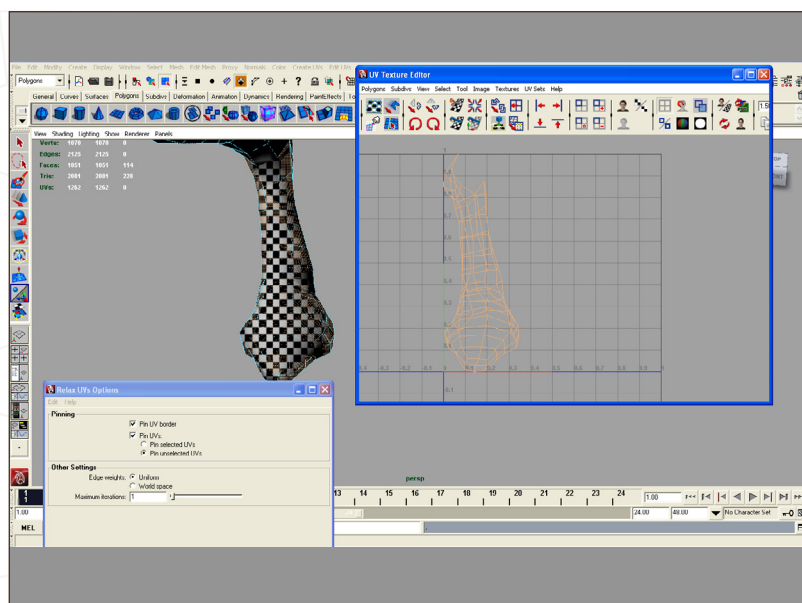 File Edit Modify Create Display Window Select Mesh Edit Mesh Proxy Normals Color Create UVs Edit UVs
Polygons
General Curves Surfaces Polygons Subdivs Deformation Animation Dynamics Rendering PaintEffects
View Shading Lighting Show Renderer Panels
Verts: 1070 1070 0
Edges: 2125 2125 0
Faces: 1051 1051 114
Tris: 2081 2081 228
UVs: 1262 1262 0
UV Texture Editor
Polygons Subdivs View Select Tool Image Textures UV Sets Help
Relax UVs Options
Edit Help
Pinning
Pin UV border
Pin UVs:
Pin selected UVs
Pin unselected UVs
Other Settings
Edge weights: Uniform
World space
Maximum iterations: 1
persp
13 14 15 16 17 18 19 20 21 22 23 24
1.00
1.00
24.00 48.00 No Character Set
MEL